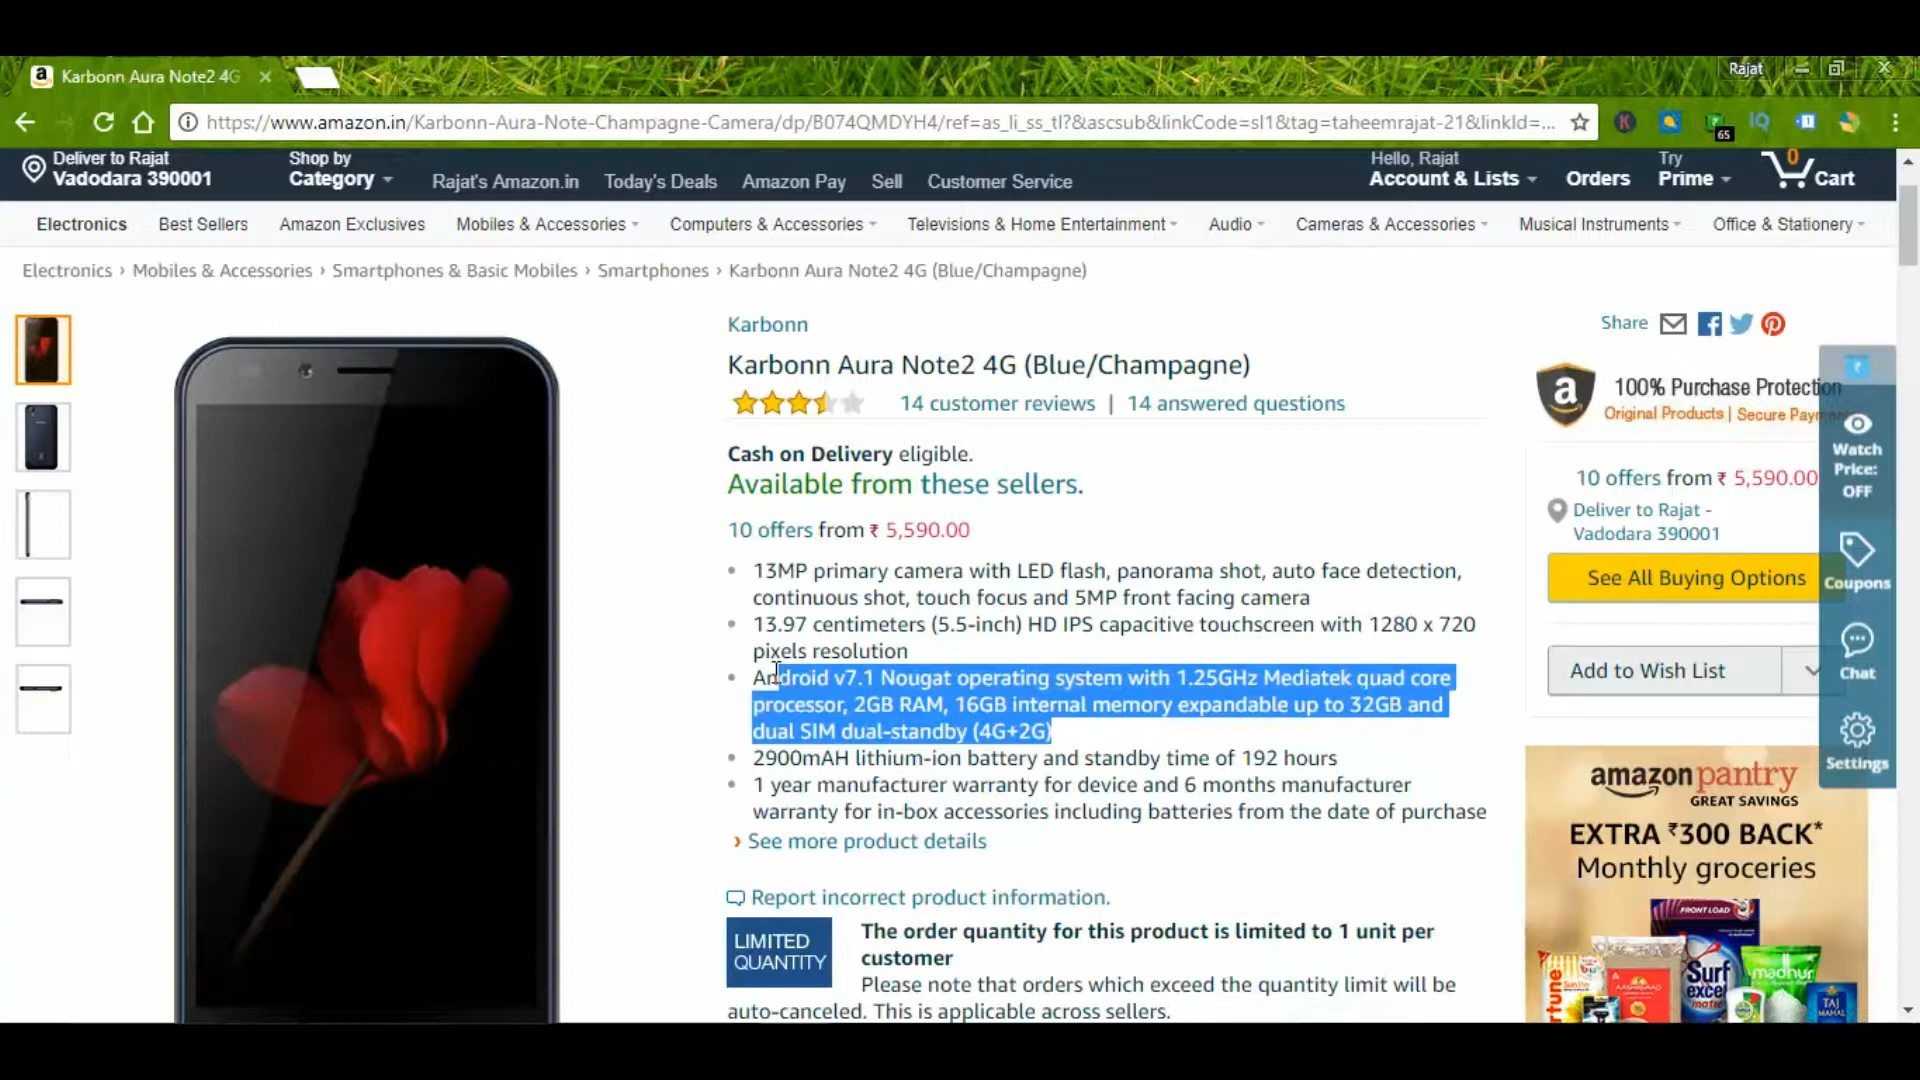 Karbonn Aura Note2 4G
Rajat
https://www.amazon.in/Karbonn-Aura-Note-Champagne-Camera/dp/B074QMDYH4/ref=as_li_ss_tl?&ascsub&linkCode=sl1&tag=taheemrajat-21&linkId=...
65
Deliver to Rajat
Vadodara 390001
Shop by
Category
Rajat's Amazon.in
Today's Deals
Amazon Pay
Sell
Customer Service
Hello, Rajat
Account & Lists
Orders
Try
Prime
0
Cart
Electronics
Best Sellers
Amazon Exclusives
Mobiles & Accessories
Computers & Accessories
Televisions & Home Entertainment
Audio
Cameras & Accessories
Musical Instruments
Office & Stationery
Electronics › Mobiles & Accessories › Smartphones & Basic Mobiles › Smartphones › Karbonn Aura Note2 4G (Blue/Champagne)
Karbonn
Karbonn Aura Note2 4G (Blue/Champagne)
14 customer reviews | 14 answered questions
Cash on Delivery eligible.
Available from these sellers.
10 offers from ₹ 5,590.00
13MP primary camera with LED flash, panorama shot, auto face detection,
continuous shot, touch focus and 5MP front facing camera
13.97 centimeters (5.5-inch) HD IPS capacitive touchscreen with 1280 x 720
pixels resolution
Android v7.1 Nougat operating system with 1.25GHz Mediatek quad core
processor, 2GB RAM, 16GB internal memory expandable up to 32GB and
dual SIM dual-standby (4G+2G)
2900mAH lithium-ion battery and standby time of 192 hours
1 year manufacturer warranty for device and 6 months manufacturer
warranty for in-box accessories including batteries from the date of purchase
› See more product details
Report incorrect product information.
LIMITED
QUANTITY
The order quantity for this product is limited to 1 unit per
customer
Please note that orders which exceed the quantity limit will be
auto-canceled. This is applicable across sellers.
Share
100% Purchase Protection
Original Products | Secure Paym
10 offers from ₹ 5,590.00
Deliver to Rajat -
Vadodara 390001
See All Buying Options
Add to Wish List
Watch
Price:
OFF
Coupons
Chat
Settings
amazon pantry
GREAT SAVINGS
EXTRA ₹300 BACK*
Monthly groceries
FRONT LOAD
Surf
excel
matic
fortune
AASHIRVAAD
madhur
TAJ
MAHAL